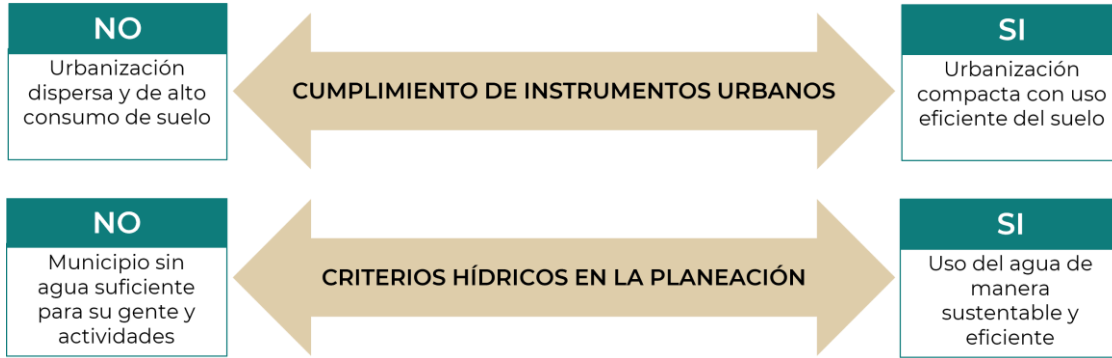 NO
Urbanización
dispersa y de alto
consumo de suelo
CUMPLIMIENTO DE INSTRUMENTOS URBANOS
SI
Urbanización
compacta con uso
eficiente del suelo
NO
Municipio sin
agua suficiente
para su gente y
actividades
CRITERIOS HÍDRICOS EN LA PLANEACIÓN
SI
Uso del agua de
manera
sustentable y
eficiente